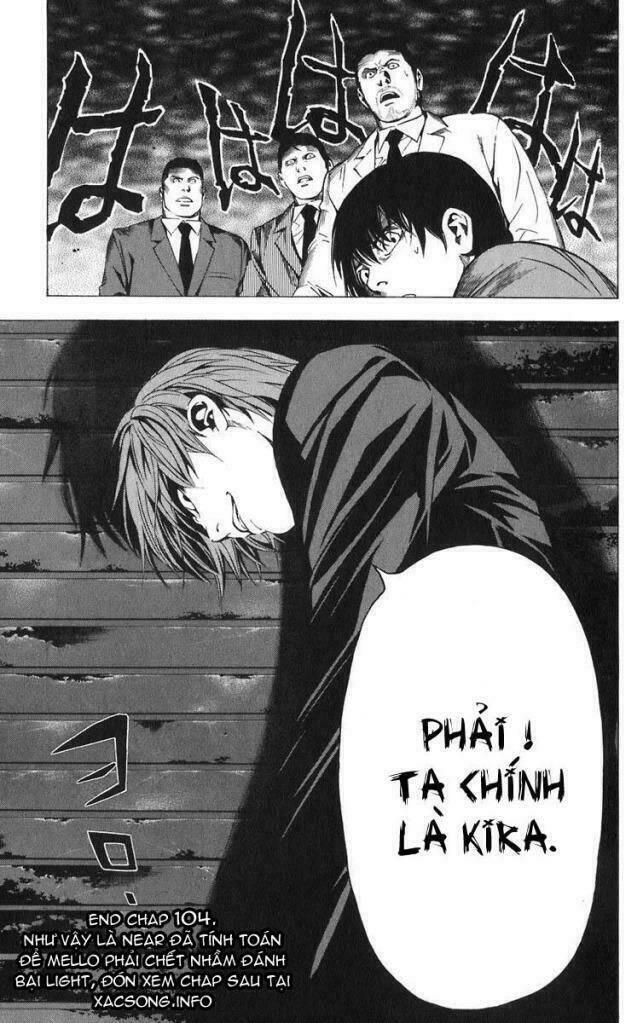 は
は
は
は
は
PHẢI !
TA CHÍNH
LÀ KIRA.
ヨロ
END CHAP 104.
NHƯ VẬY LÀ NEAR ĐÃ TÍNH TOÁN
ĐỂ MELLO PHẢI CHẾT NHẰM ĐÁNH
BẠI LIGHT, ĐÓN XEM CHAP SAU TẠI
XACSONG.INFO